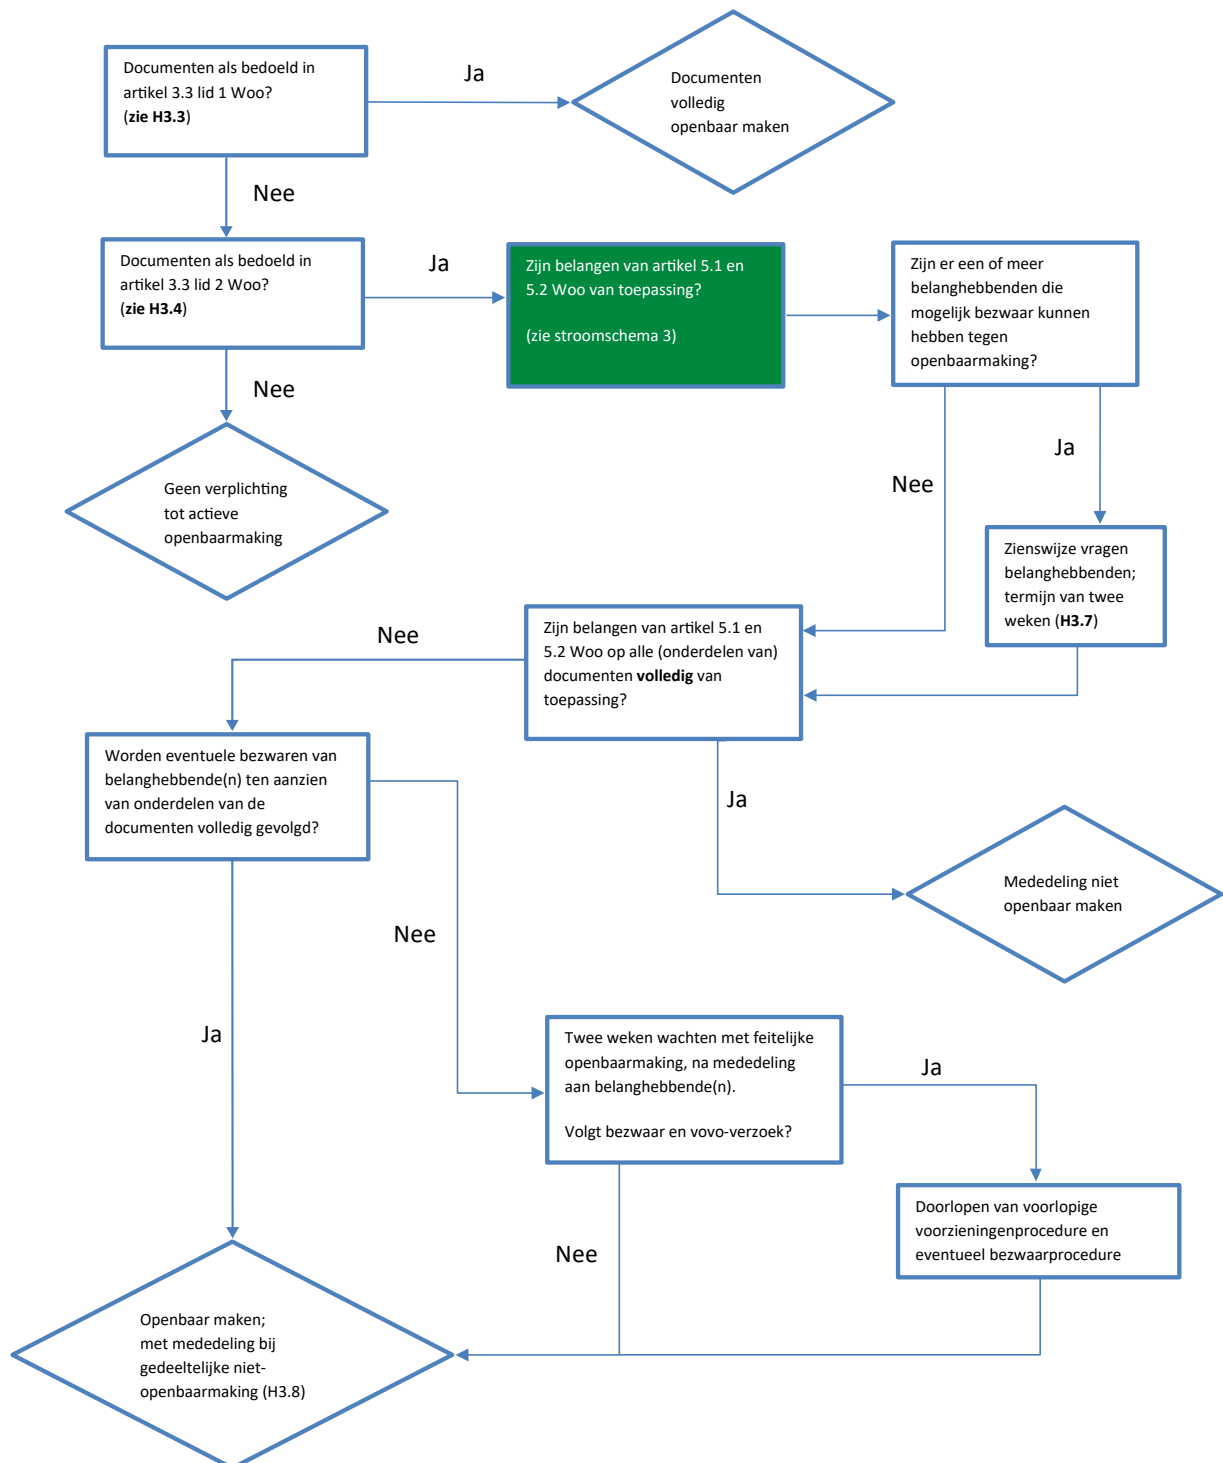 Documenten als bedoeld in
artikel 3.3 lid 1 Woo?
(zie H3.3)
Ja
Documenten
volledig
openbaar maken
Nee
Documenten als bedoeld in
artikel 3.3 lid 2 Woo?
(zie H3.4)
Ja
Zijn belangen van artikel 5.1 en
5.2 Woo van toepassing?
(zie stroomschema 3)
Zijn er een of meer
belanghebbenden die
mogelijk bezwaar kunnen
hebben tegen
openbaarmaking?
Nee
Geen verplichting
tot actieve
openbaarmaking
Ja
Nee
Zienswijze vragen
belanghebbenden;
termijn van twee
weken (H3.7)
Zijn belangen van artikel 5.1 en
5.2 Woo op alle (onderdelen van)
documenten volledig van
toepassing?
Nee
Worden eventuele bezwaren van
belanghebbende(n) ten aanzien
van onderdelen van de
documenten volledig gevolgd?
Ja
Mededeling niet
openbaar maken
Nee
Ja
Twee weken wachten met feitelijke
openbaarmaking, na mededeling
aan belanghebbende(n).
Volgt bezwaar en vovo-verzoek?
Ja
Doorlopen van voorlopige
voorzieningenprocedure en
eventueel bezwaarprocedure
Nee
Openbaar maken;
met mededeling bij
gedeeltelijke niet-
openbaarmaking (H3.8)